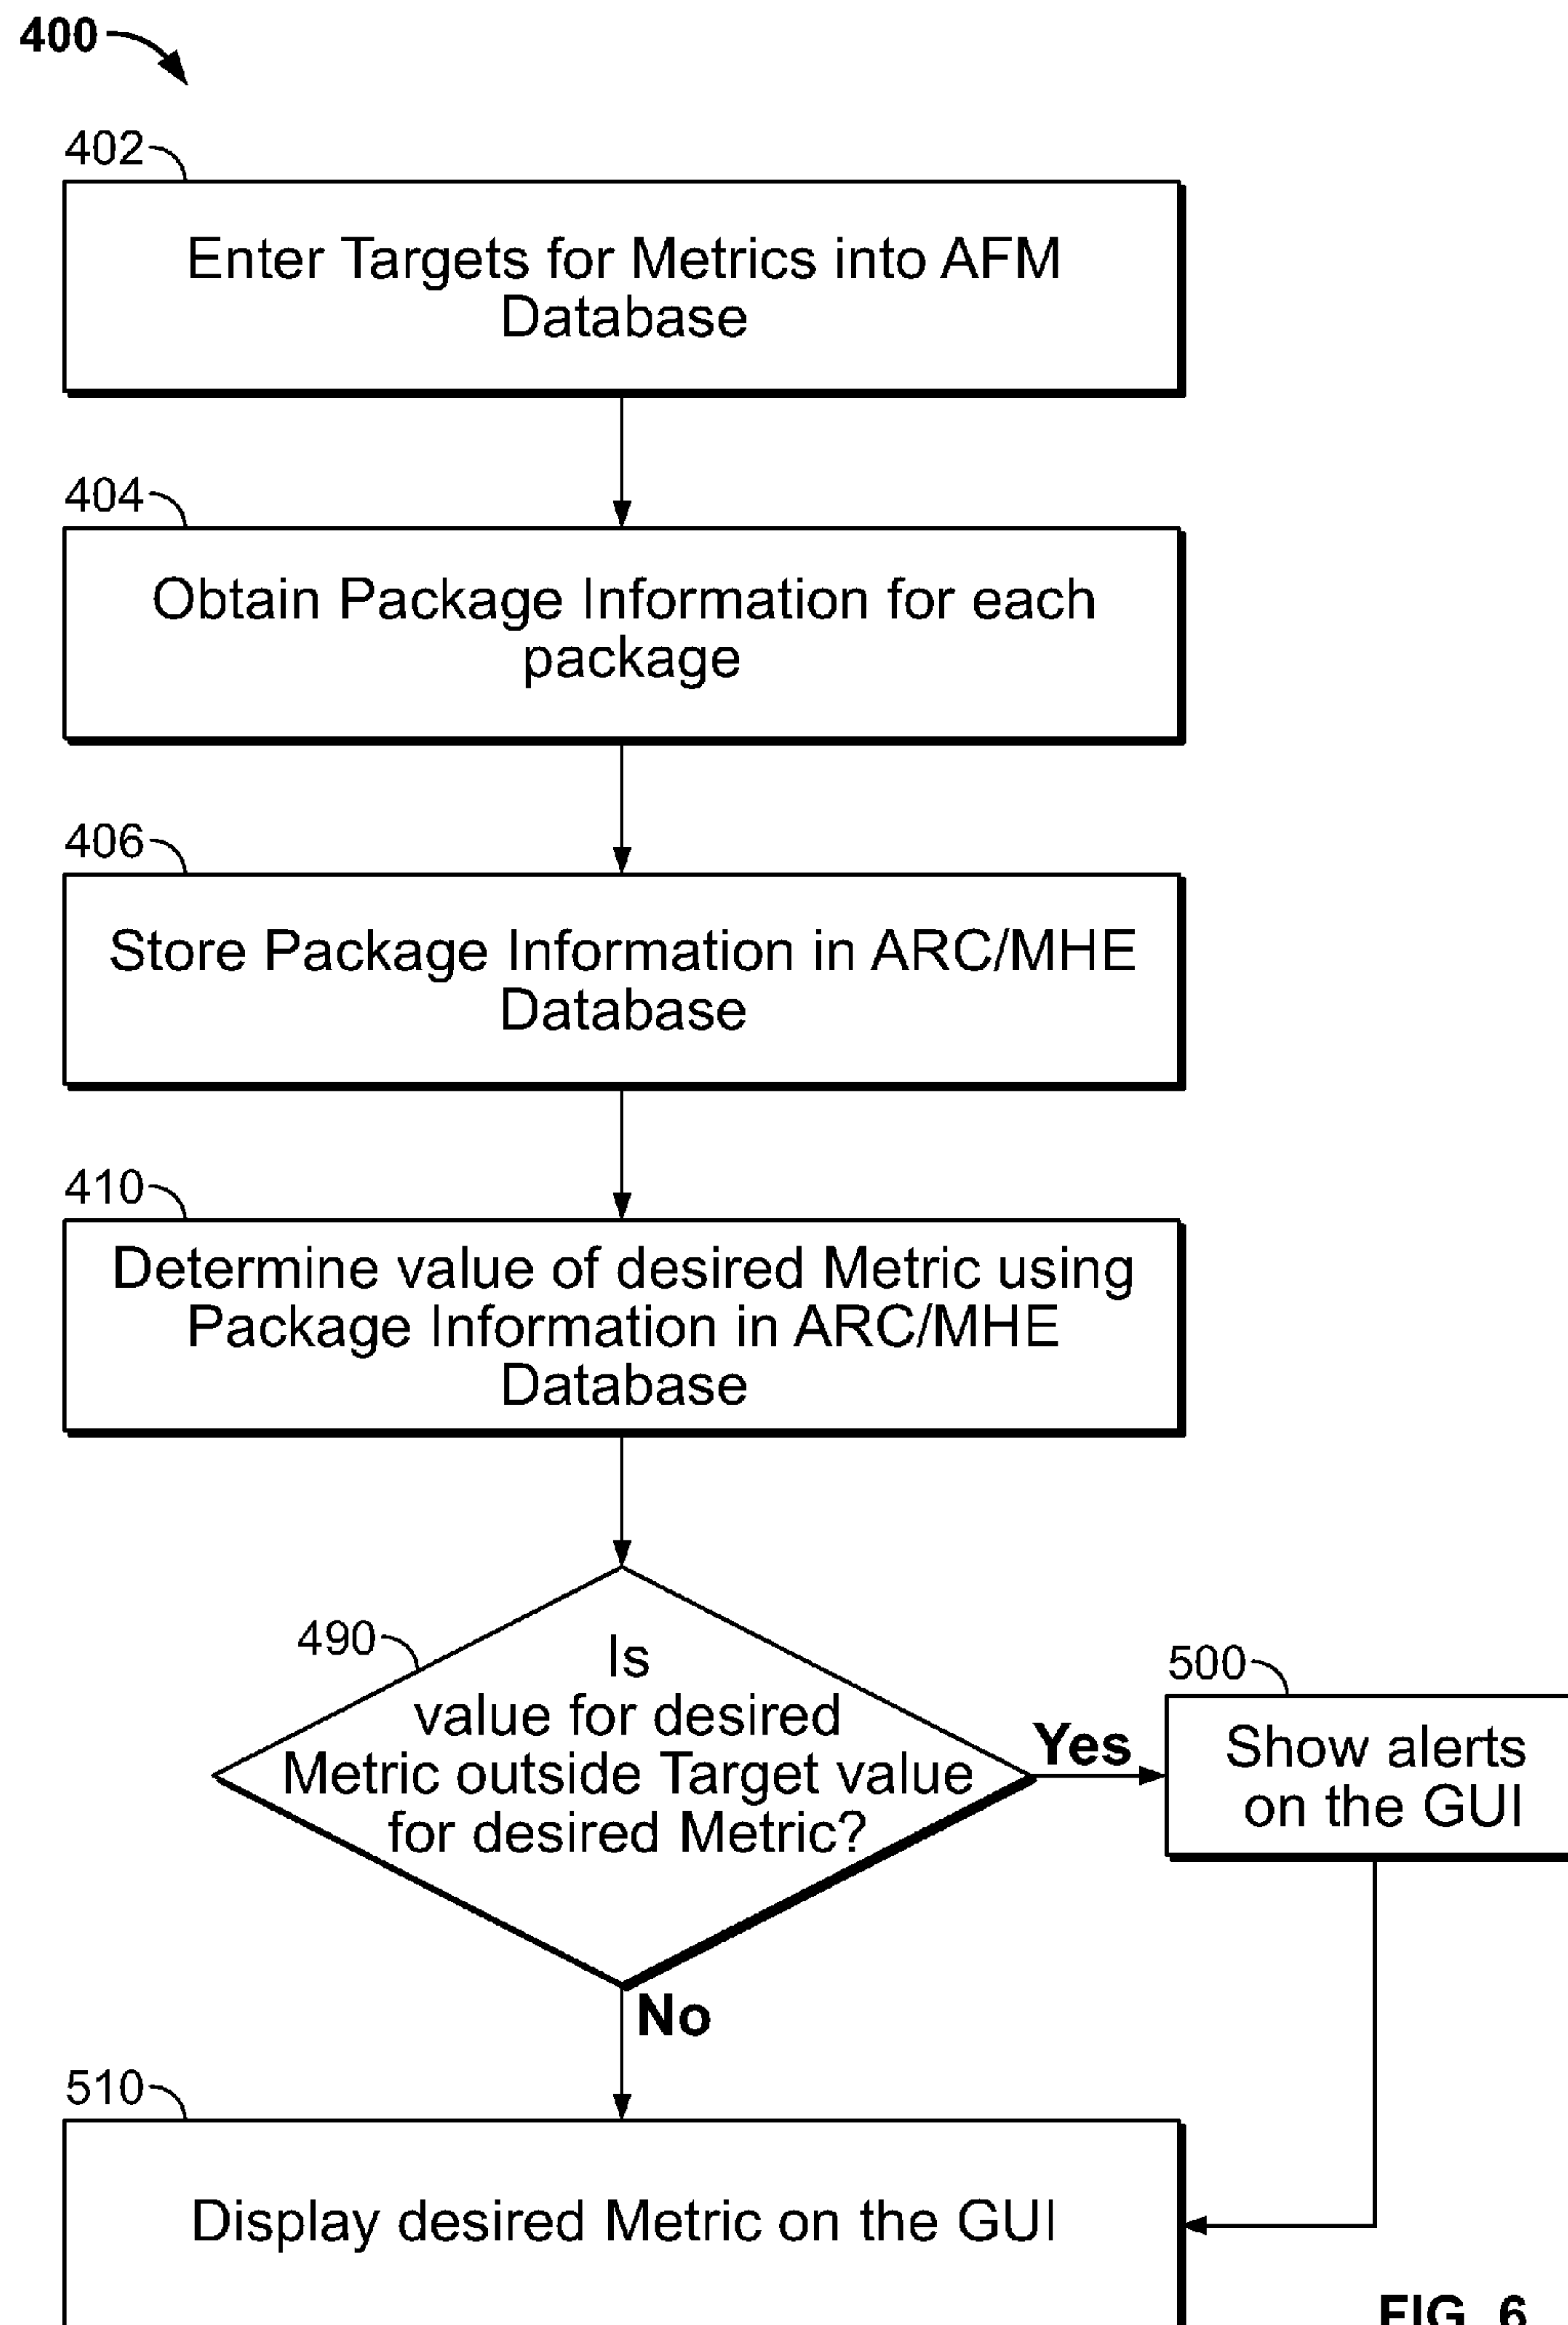 400
402
Enter Targets for Metrics into AFM
Database
404
Obtain Package Information for each
package
406
Store Package Information in ARC/MHE
Database
410
Determine value of desired Metric using
Package Information in ARC/MHE
Database
490
Is
value for desired
Metric outside Target value
for desired Metric?
Yes
500
Show alerts
on the GUI
No
510
Display desired Metric on the GUI
FIG. 6